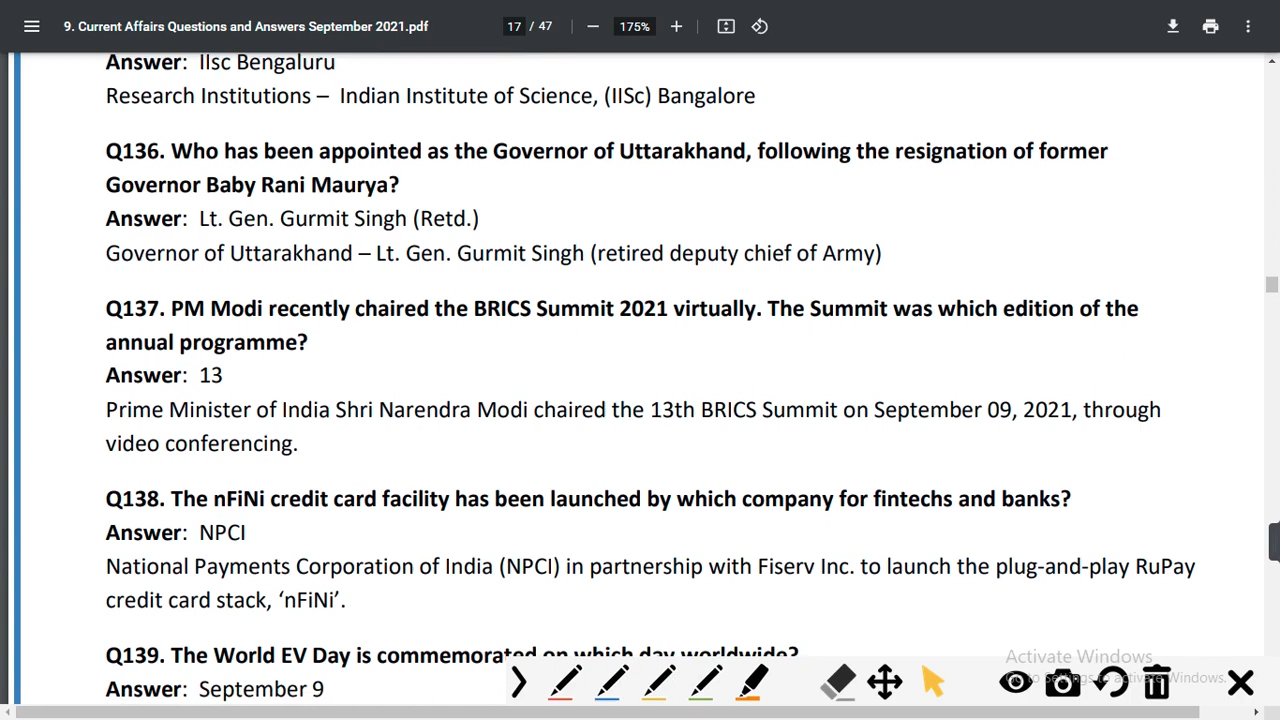 9. Current Affairs Questions and Answers September 2021.pdf
17 / 47
175%
Answer: IIsc Bengaluru
Research Institutions – Indian Institute of Science, (IISc) Bangalore
Q136. Who has been appointed as the Governor of Uttarakhand, following the resignation of former
Governor Baby Rani Maurya?
Answer: Lt. Gen. Gurmit Singh (Retd.)
Governor of Uttarakhand – Lt. Gen. Gurmit Singh (retired deputy chief of Army)
Q137. PM Modi recently chaired the BRICS Summit 2021 virtually. The Summit was which edition of the
annual programme?
Answer: 13
Prime Minister of India Shri Narendra Modi chaired the 13th BRICS Summit on September 09, 2021, through
video conferencing.
Q138. The nFiNi credit card facility has been launched by which company for fintechs and banks?
Answer: NPCI
National Payments Corporation of India (NPCI) in partnership with Fiserv Inc. to launch the plug-and-play RuPay
credit card stack, ‘nFiNi’.
Q139. The World EV Day is commemorated on which day worldwide?
Answer: September 9
Activate Windows
Go to Settings to activate Windows.